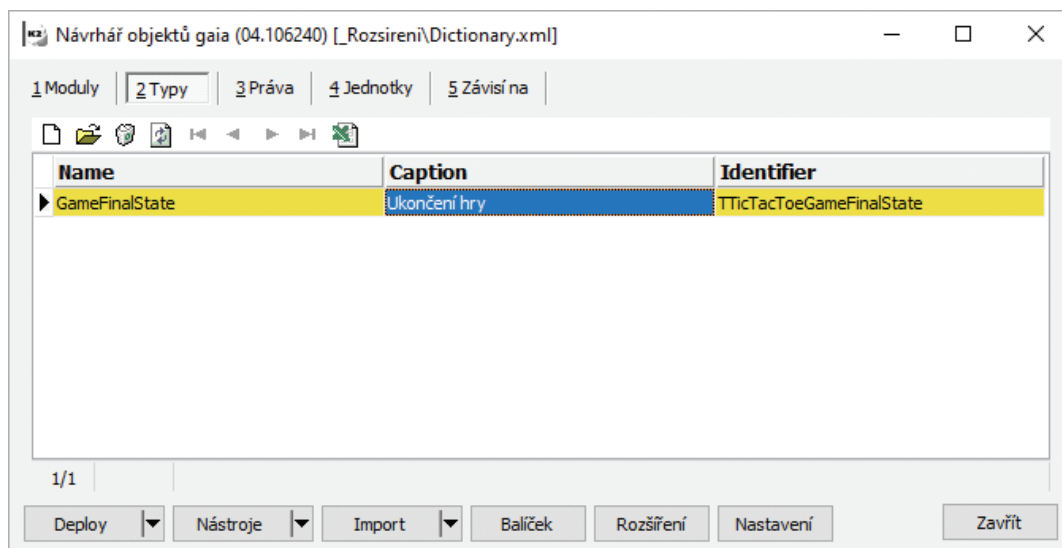 K2 Návrhář objektů gaia (04.106240) [_Rozsireni\Dictionary.xml]
1 Moduly 2 Typy 3 Práva 4 Jednotky 5 Závisí na
Name Caption Identifier
GameFinalState Ukončení hry TTicTacToeGameFinalState
1/1
Deploy Nástroje Import Balíček Rozšíření Nastavení Zavřít